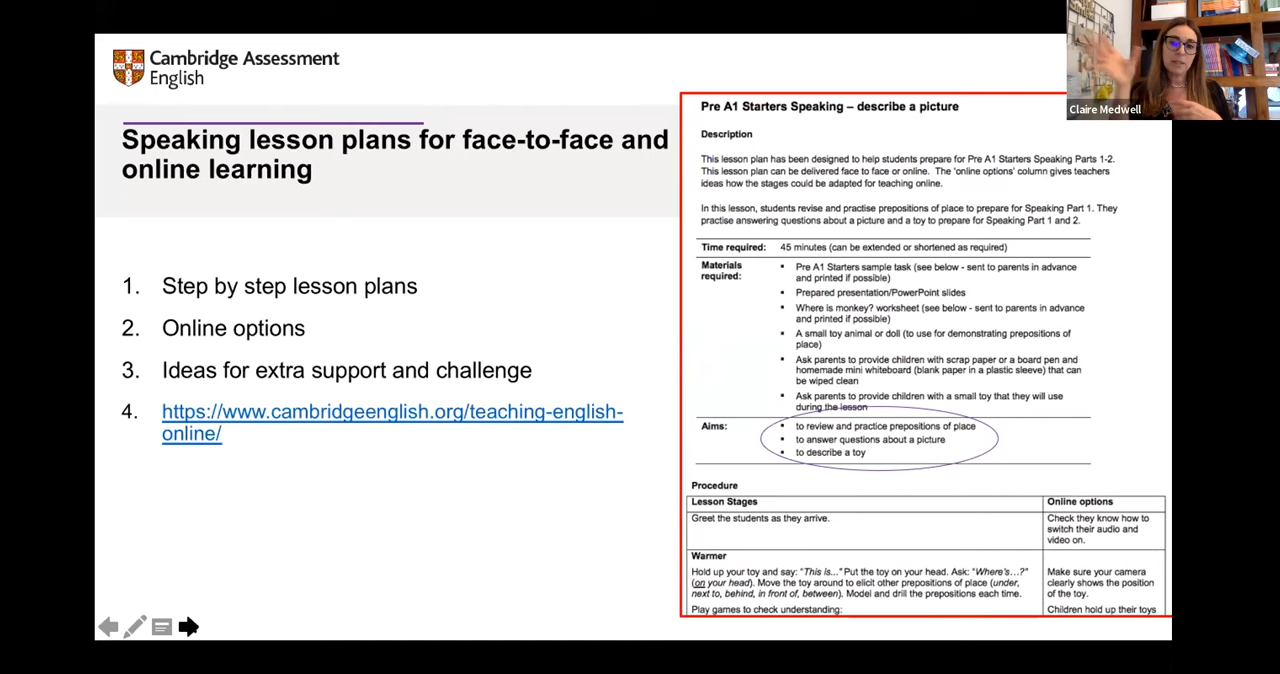 Cambridge Assessment
English
Speaking lesson plans for face-to-face and
online learning
1. Step by step lesson plans
2. Online options
3. Ideas for extra support and challenge
4. https://www.cambridgeenglish.org/teaching-english-
online/
Pre A1 Starters Speaking – describe a picture
Description
This lesson plan has been designed to help students prepare for Pre A1 Starters Speaking Parts 1-2.
This lesson plan can be delivered face to face or online. The 'online options' column gives teachers
ideas how the stages could be adapted for teaching online.
In this lesson, students revise and practise prepositions of place to prepare for Speaking Part 1. They
practise answering questions about a picture and a toy to prepare for Speaking Part 1 and 2.
Time required: 45 minutes (can be extended or shortened as required)
Materials
required:
▪ Pre A1 Starters sample task (see below - sent to parents in advance
and printed if possible)
▪ Prepared presentation/PowerPoint slides
▪ Where is monkey? worksheet (see below - sent to parents in advance
and printed if possible)
▪ A small toy animal or doll (to use for demonstrating prepositions of
place)
▪ Ask parents to provide children with scrap paper or a board pen and
homemade mini whiteboard (blank paper in a plastic sleeve) that can
be wiped clean
▪ Ask parents to provide children with a small toy that they will use
during the lesson
Aims:
▪ to review and practice prepositions of place
▪ to answer questions about a picture
▪ to describe a toy
Procedure
Lesson Stages
Online options
Greet the students as they arrive.
Check they know how to
switch their audio and
video on.
Warmer
Hold up your toy and say: "This is..." Put the toy on your head. Ask: "Where's...?"
(on your head). Move the toy around to elicit other prepositions of place (under,
next to, behind, in front of, between). Model and drill the prepositions each time.
Make sure your camera
clearly shows the position
of the toy.
Play games to check understanding:
Children hold up their toys
Claire Medwell